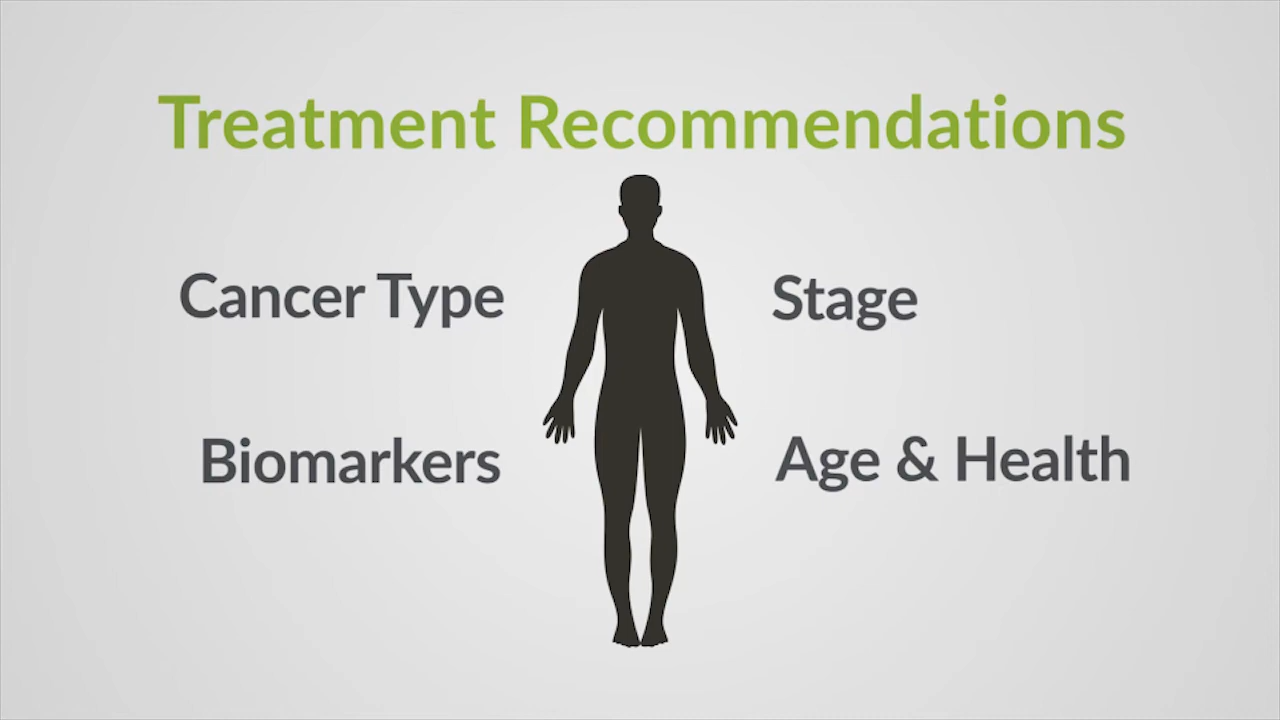 Treatment Recommendations
Cancer Type
Stage
Biomarkers
Age & Health